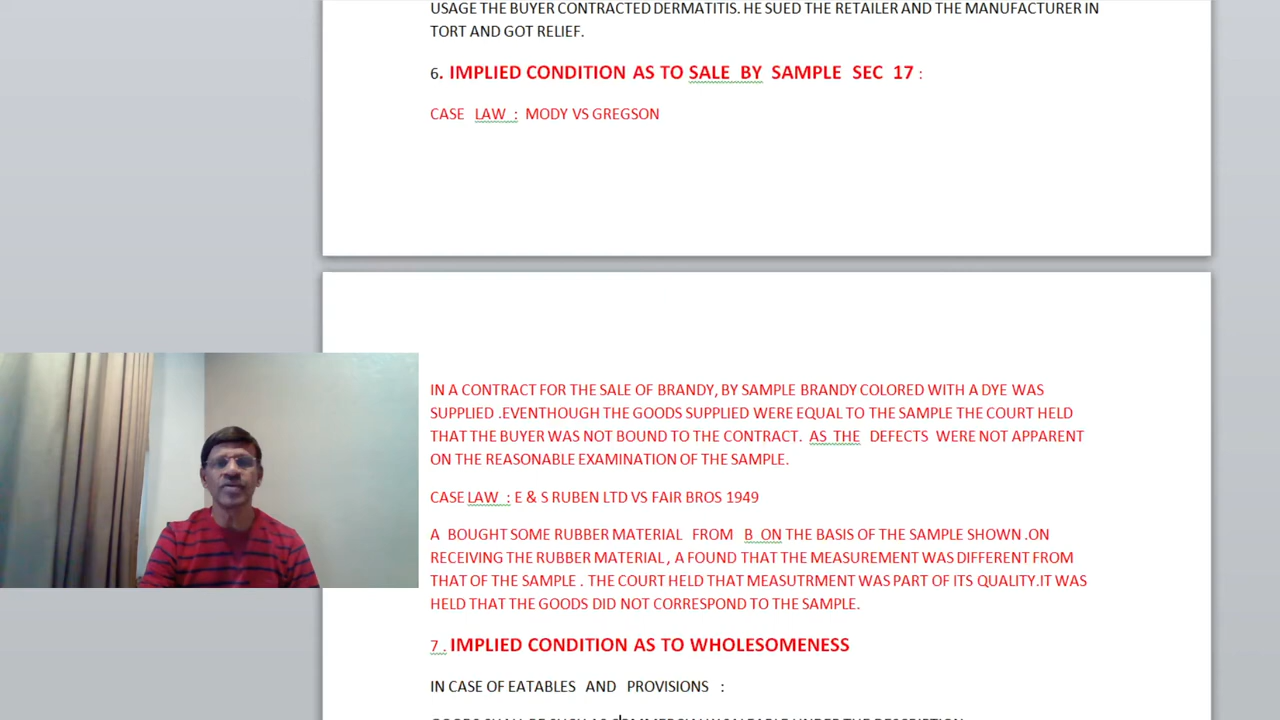 USAGE THE BUYER CONTRACTED DERMATITIS. HE SUED THE RETAILER AND THE MANUFACTURER IN
TORT AND GOT RELIEF.
6. IMPLIED CONDITION AS TO SALE BY SAMPLE SEC 17 :
CASE LAW : MODY VS GREGSON
IN A CONTRACT FOR THE SALE OF BRANDY, BY SAMPLE BRANDY COLORED WITH A DYE WAS
SUPPLIED .EVENTHOUGH THE GOODS SUPPLIED WERE EQUAL TO THE SAMPLE THE COURT HELD
THAT THE BUYER WAS NOT BOUND TO THE CONTRACT. AS THE DEFECTS WERE NOT APPARENT
ON THE REASONABLE EXAMINATION OF THE SAMPLE.
CASE LAW : E & S RUBEN LTD VS FAIR BROS 1949
A BOUGHT SOME RUBBER MATERIAL FROM B ON THE BASIS OF THE SAMPLE SHOWN .ON
RECEIVING THE RUBBER MATERIAL , A FOUND THAT THE MEASUREMENT WAS DIFFERENT FROM
THAT OF THE SAMPLE . THE COURT HELD THAT MEASUTRMENT WAS PART OF ITS QUALITY.IT WAS
HELD THAT THE GOODS DID NOT CORRESPOND TO THE SAMPLE.
7 . IMPLIED CONDITION AS TO WHOLESOMENESS
IN CASE OF EATABLES AND PROVISIONS :